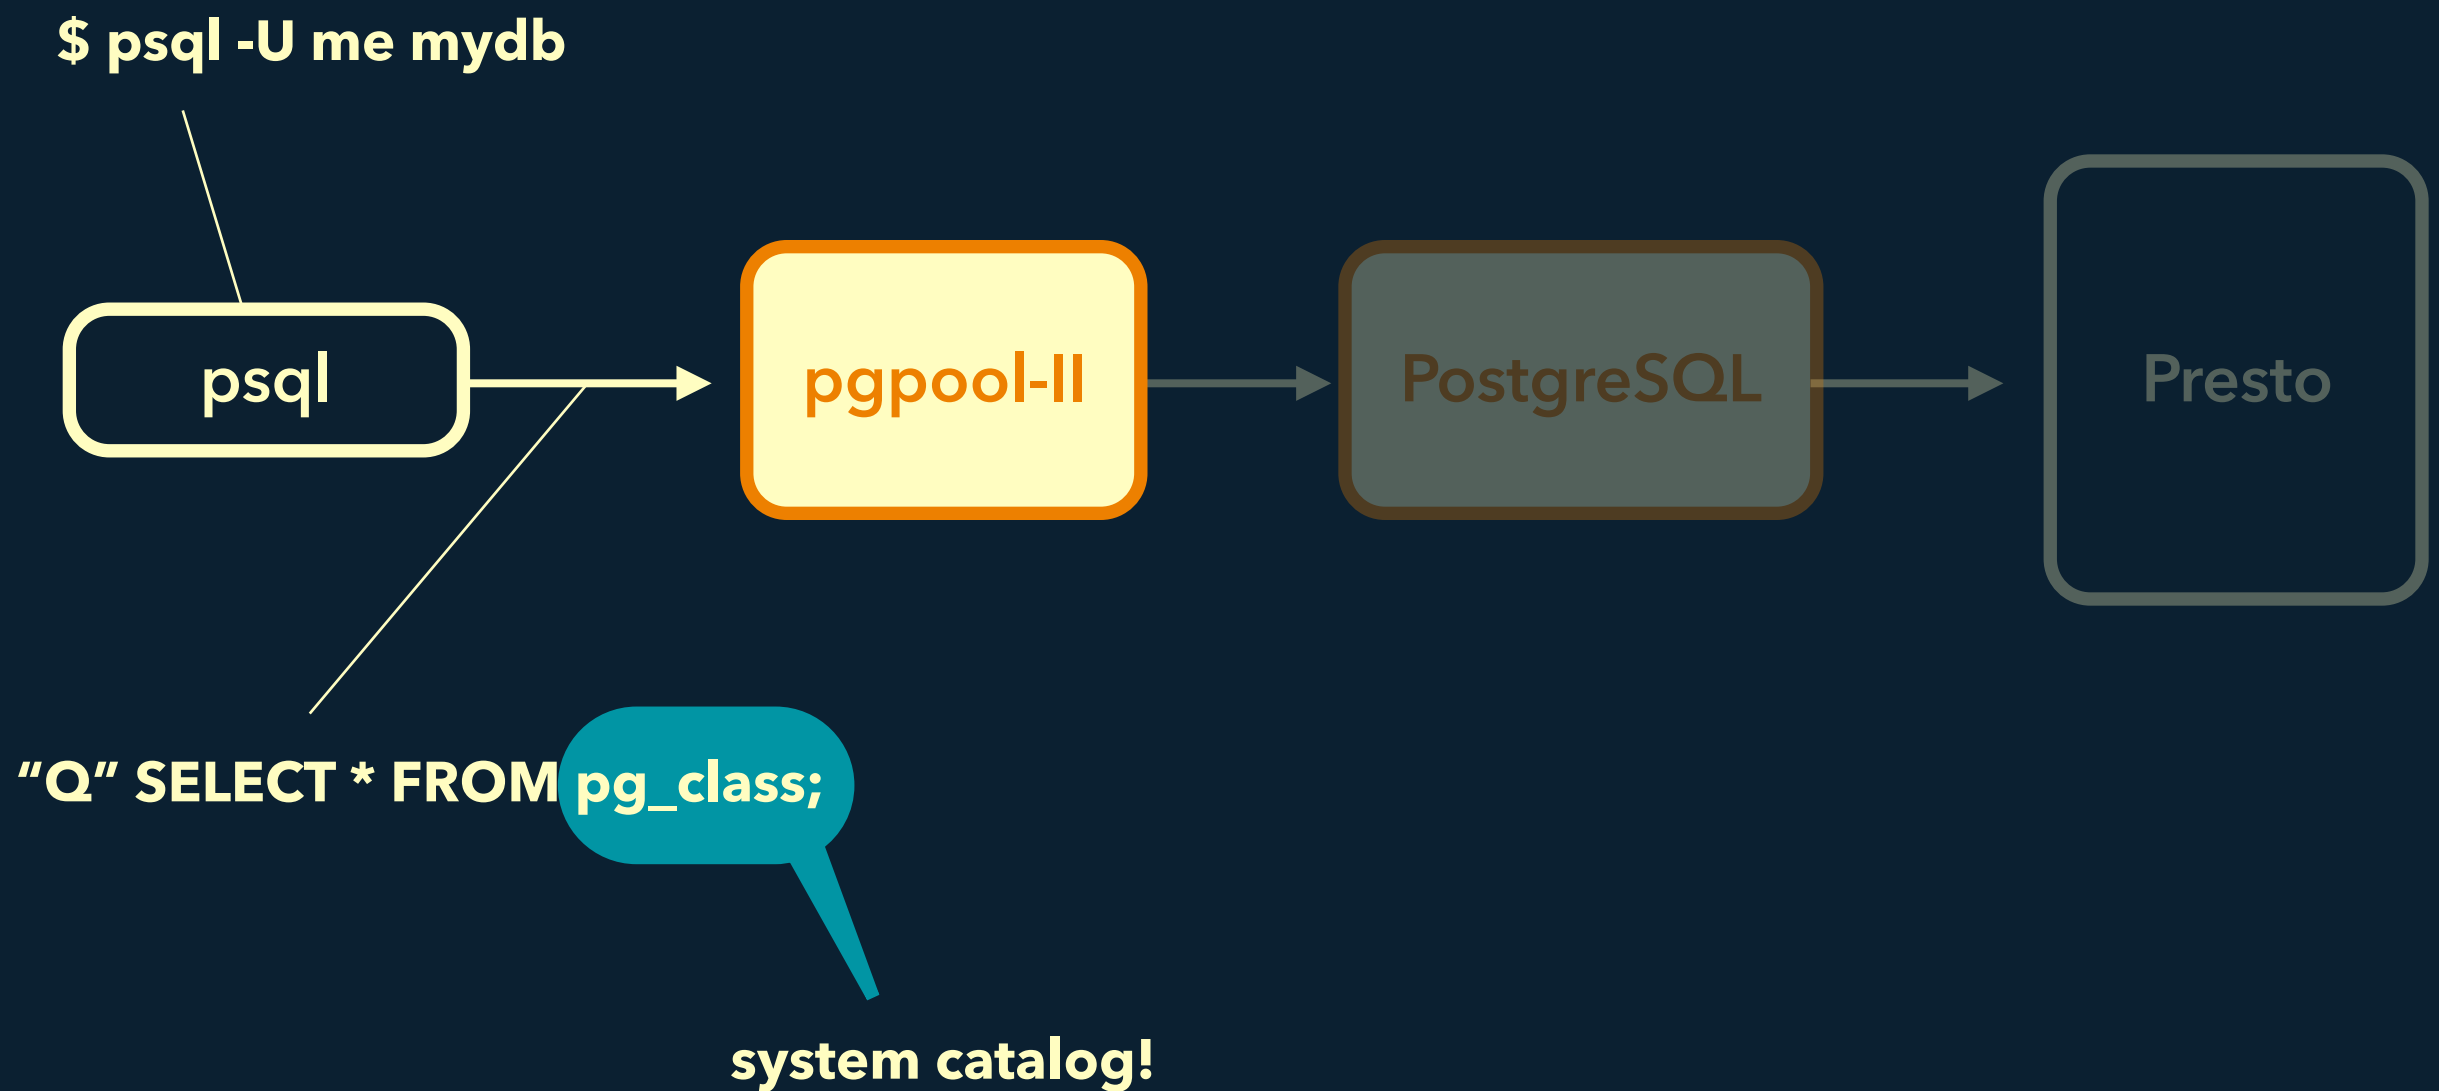 $ psql -U me mydb
psql
pgpool-II
PostgreSQL
Presto
“Q” SELECT * FROM pg_class;
system catalog!